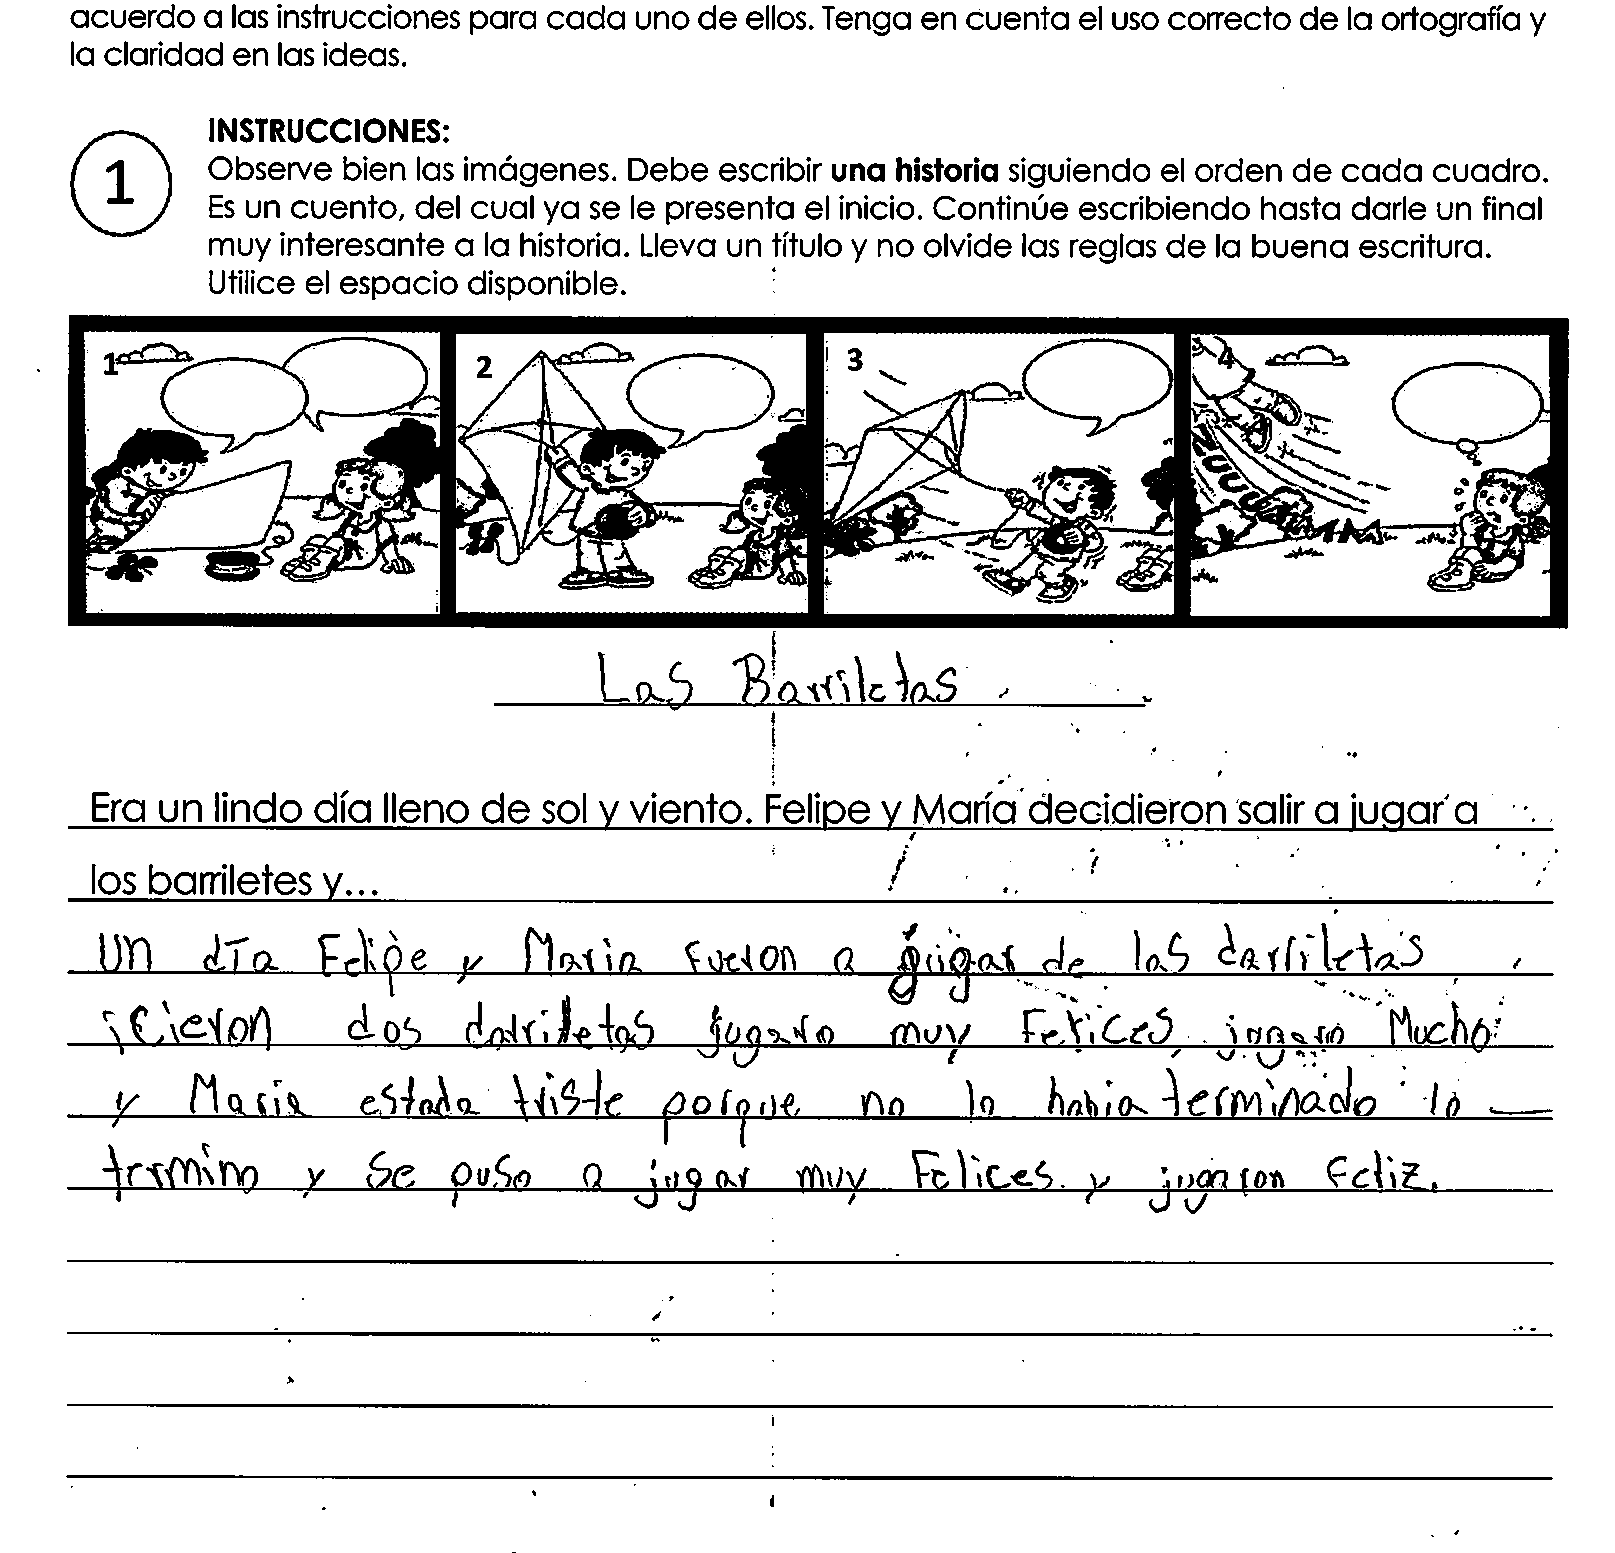 acuerdo a las instrucciones para cada uno de ellos. Tenga en cuenta el uso correcto de la ortografía y
la claridad en las ideas.
INSTRUCCIONES:
1
Observe bien las imágenes. Debe escribir una historia siguiendo el orden de cada cuadro.
Es un cuento, del cual ya se le presenta el inicio. Continúe escribiendo hasta darle un final
muy interesante a la historia. Lleva un título y no olvide las reglas de la buena escritura.
Utilice el espacio disponible.
1 2 3 4
Las Barriletas
Era un lindo día lleno de sol y viento. Felipe y María decidieron salir a jugar a
los barriletes y...
Un día Felipe y Maria fueron a gugar de las darriletas
iCieron dos darriletas jugaro muy Felices jugaro Mucho
y Maria estada triste porque no lo habia terminado lo
termino y se puso a jugar muy Felices y jugaron Feliz.